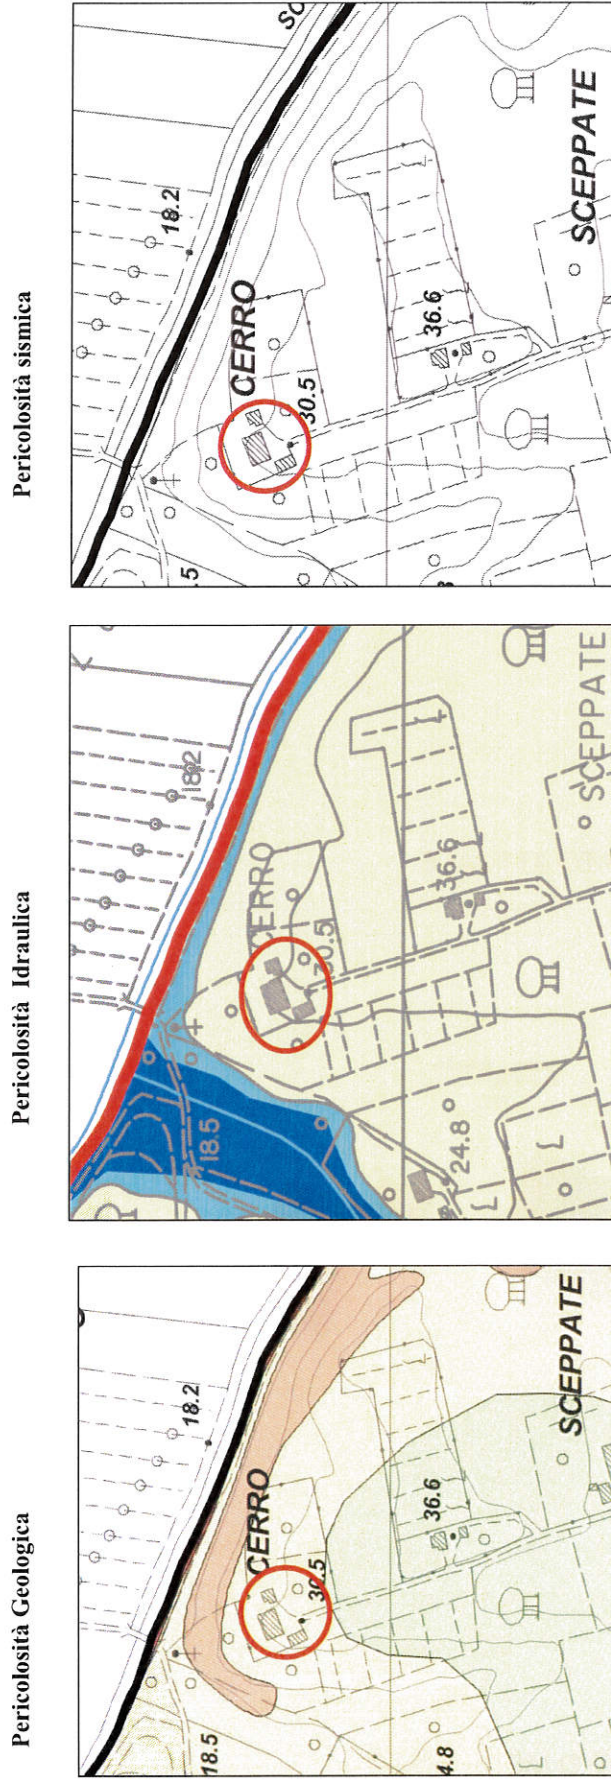 Pericolosità Geologica
18.2
CERRO
30.5
36.6
18.5
4.8
SCEPPATE
Pericolosità Idraulica
18.2
CERRO
30.5
36.6
18.5
24.8
SCEPPATE
Pericolosità sismica
SC
18.2
CERRO
30.5
36.6
.5
SCEPPATE